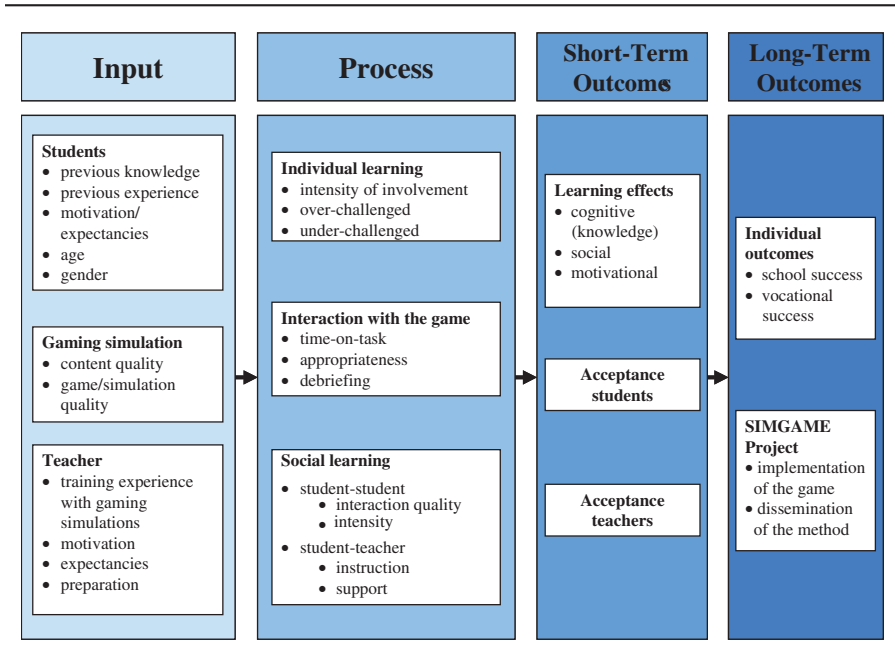 Input
Process
Short-Term
Outcomes
Long-Term
Outcomes
Students
• previous knowledge
• previous experience
• motivation/
expectancies
• age
• gender
Gaming simulation
• content quality
• game/simulation
quality
Teacher
• training experience
with gaming
simulations
• motivation
• expectancies
• preparation
Individual learning
• intensity of involvement
• over-challenged
• under-challenged
Interaction with the game
• time-on-task
• appropriateness
• debriefing
Social learning
• student-student
• interaction quality
• intensity
• student-teacher
• instruction
• support
Learning effects
• cognitive
(knowledge)
• social
• motivational
Acceptance
students
Acceptance
teachers
Individual
outcomes
• school success
• vocational
success
SIMGAME
Project
• implementation
of the game
• dissemination
of the method